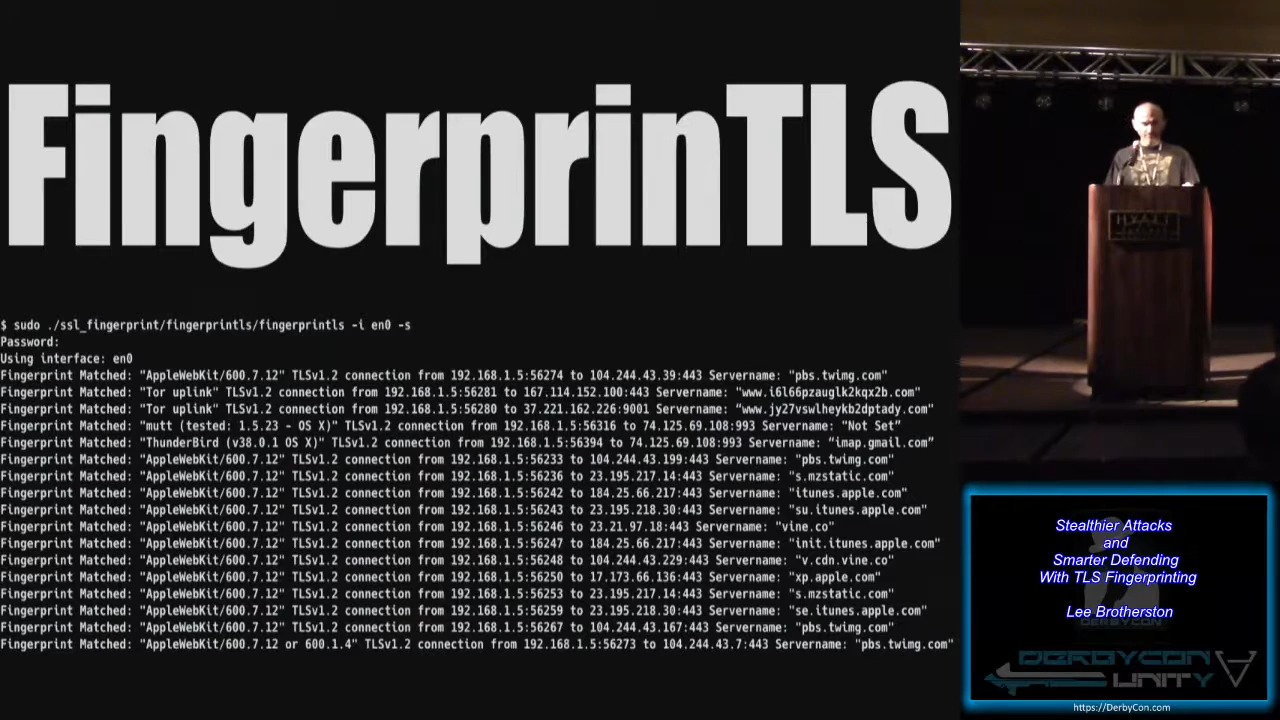 FingerprinTLS
$ sudo ./ssl_fingerprint/fingerprintls/fingerprintls -i en0 -s
Password:
Using interface: en0
Fingerprint Matched: "AppleWebKit/600.7.12" TLSv1.2 connection from 192.168.1.5:56274 to 104.244.43.39:443 Servername: "pbs.twimg.com"
Fingerprint Matched: "Tor uplink" TLSv1.2 connection from 192.168.1.5:56281 to 167.114.152.100:443 Servername: "www.i6l66pzauglk2kqx2b.com"
Fingerprint Matched: "Tor uplink" TLSv1.2 connection from 192.168.1.5:56280 to 37.221.162.226:9001 Servername: “www.jy27vswlheykb2dptady.com”
Fingerprint Matched: "mutt (tested: 1.5.23 - OS X)" TLSv1.2 connection from 192.168.1.5:56316 to 74.125.69.108:993 Servername: “Not Set”
Fingerprint Matched: "ThunderBird (v38.0.1 OS X)" TLSv1.2 connection from 192.168.1.5:56394 to 74.125.69.108:993 Servername: “imap.gmail.com”
Fingerprint Matched: "AppleWebKit/600.7.12" TLSv1.2 connection from 192.168.1.5:56233 to 104.244.43.199:443 Servername: "pbs.twimg.com"
Fingerprint Matched: "AppleWebKit/600.7.12" TLSv1.2 connection from 192.168.1.5:56236 to 23.195.217.14:443 Servername: "s.mzstatic.com"
Fingerprint Matched: "AppleWebKit/600.7.12" TLSv1.2 connection from 192.168.1.5:56242 to 184.25.66.217:443 Servername: "itunes.apple.com"
Fingerprint Matched: "AppleWebKit/600.7.12" TLSv1.2 connection from 192.168.1.5:56243 to 23.195.218.30:443 Servername: "su.itunes.apple.com"
Fingerprint Matched: "AppleWebKit/600.7.12" TLSv1.2 connection from 192.168.1.5:56246 to 23.21.97.18:443 Servername: "vine.co"
Fingerprint Matched: "AppleWebKit/600.7.12" TLSv1.2 connection from 192.168.1.5:56247 to 184.25.66.217:443 Servername: "init.itunes.apple.com"
Fingerprint Matched: "AppleWebKit/600.7.12" TLSv1.2 connection from 192.168.1.5:56248 to 104.244.43.229:443 Servername: "v.cdn.vine.co"
Fingerprint Matched: "AppleWebKit/600.7.12" TLSv1.2 connection from 192.168.1.5:56250 to 17.173.66.136:443 Servername: "xp.apple.com"
Fingerprint Matched: "AppleWebKit/600.7.12" TLSv1.2 connection from 192.168.1.5:56253 to 23.195.217.14:443 Servername: "s.mzstatic.com"
Fingerprint Matched: "AppleWebKit/600.7.12" TLSv1.2 connection from 192.168.1.5:56259 to 23.195.218.30:443 Servername: "se.itunes.apple.com"
Fingerprint Matched: "AppleWebKit/600.7.12" TLSv1.2 connection from 192.168.1.5:56267 to 104.244.43.167:443 Servername: "pbs.twimg.com"
Fingerprint Matched: "AppleWebKit/600.7.12 or 600.1.4" TLSv1.2 connection from 192.168.1.5:56273 to 104.244.43.7:443 Servername: "pbs.twimg.com"
HYATT
Stealthier Attacks
and
Smarter Defending
With TLS Fingerprinting
Lee Brotherston
DERBYCON
DERBYCON
UNITY
https://DerbyCon.com